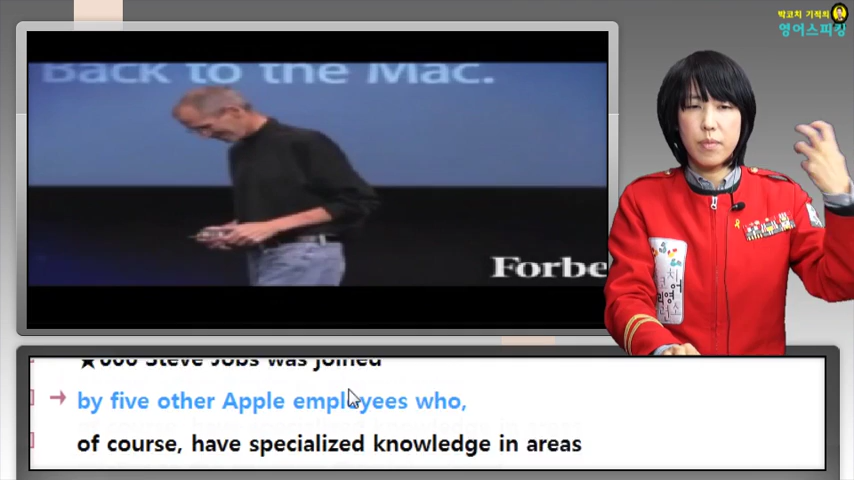 박코치 기적의
영어스피킹
Back to the Mac.
Forbe
★000 Steve Jobs was joined
by five other Apple employees who,
of course, have specialized knowledge in areas